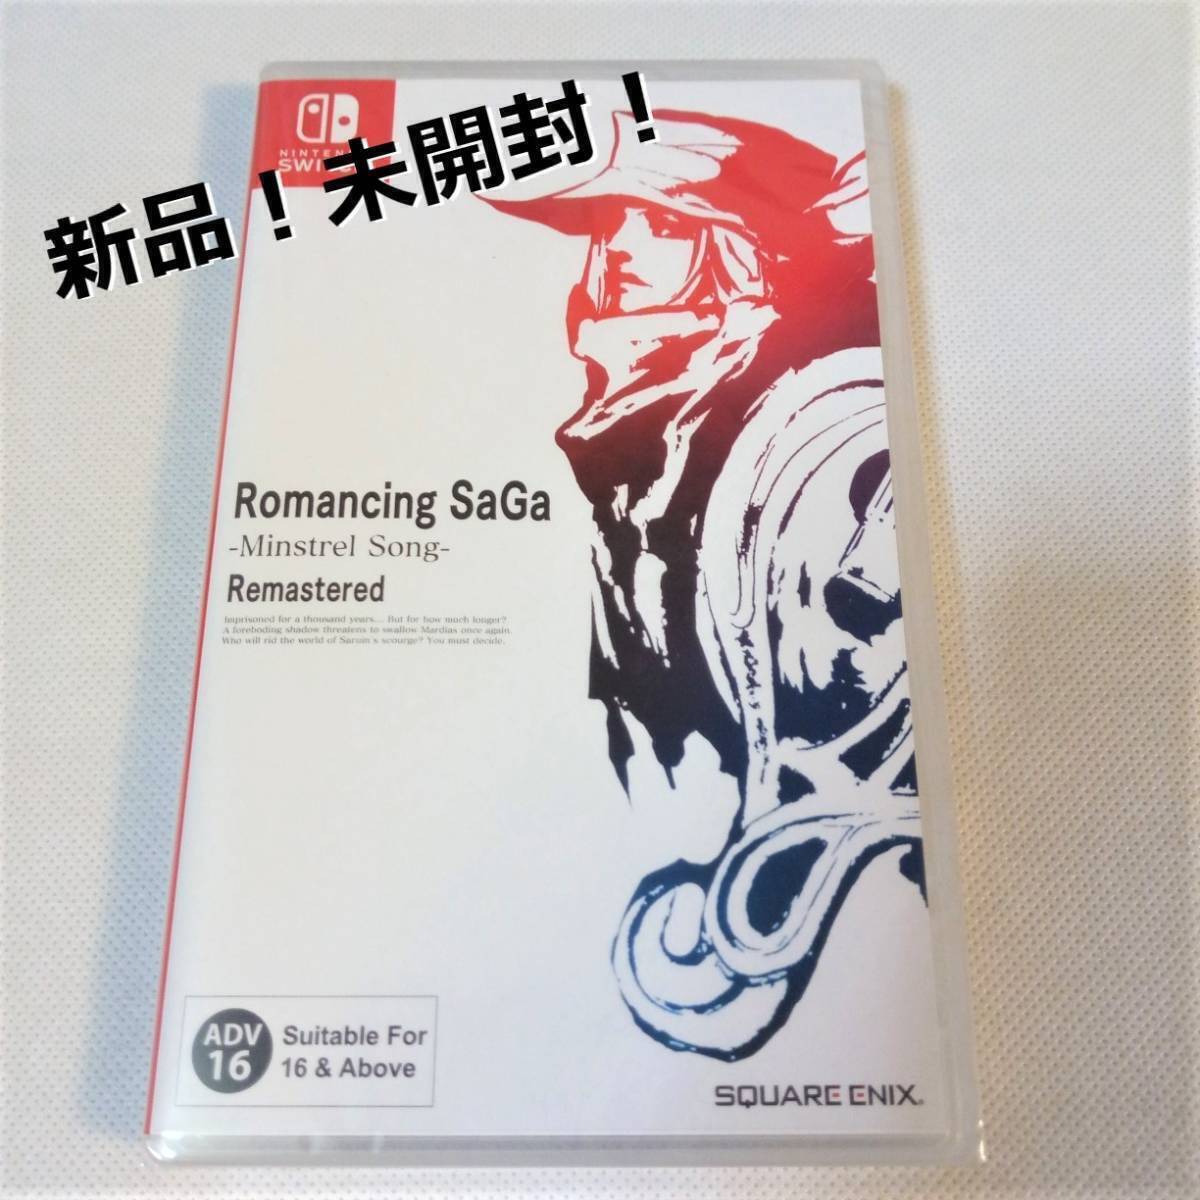 新品！未開封！
NINTENDO
SWITCH
Romancing SaGa
-Minstrel Song-
Remastered
Imprisoned for a thousand years... But for how much longer?
A foreboding shadow threatens to swallow Mardias once again.
Who will rid the world of Saruin's scourge? You must decide.
ADV
16
Suitable For
16 & Above
SQUARE ENIX.